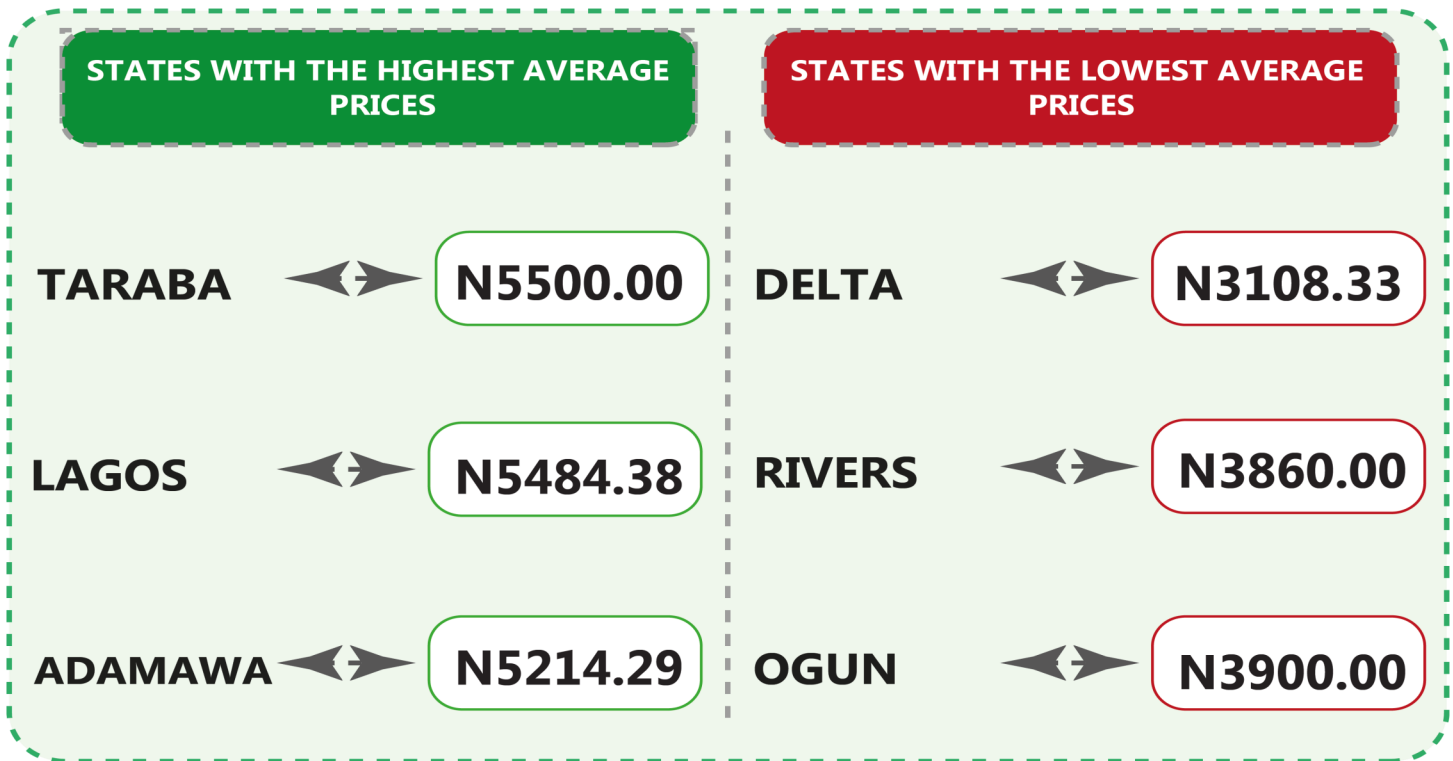 STATES WITH THE HIGHEST AVERAGE
PRICES
TARABA N5500.00
LAGOS N5484.38
ADAMAWA N5214.29
STATES WITH THE LOWEST AVERAGE
PRICES
DELTA N3108.33
RIVERS N3860.00
OGUN N3900.00